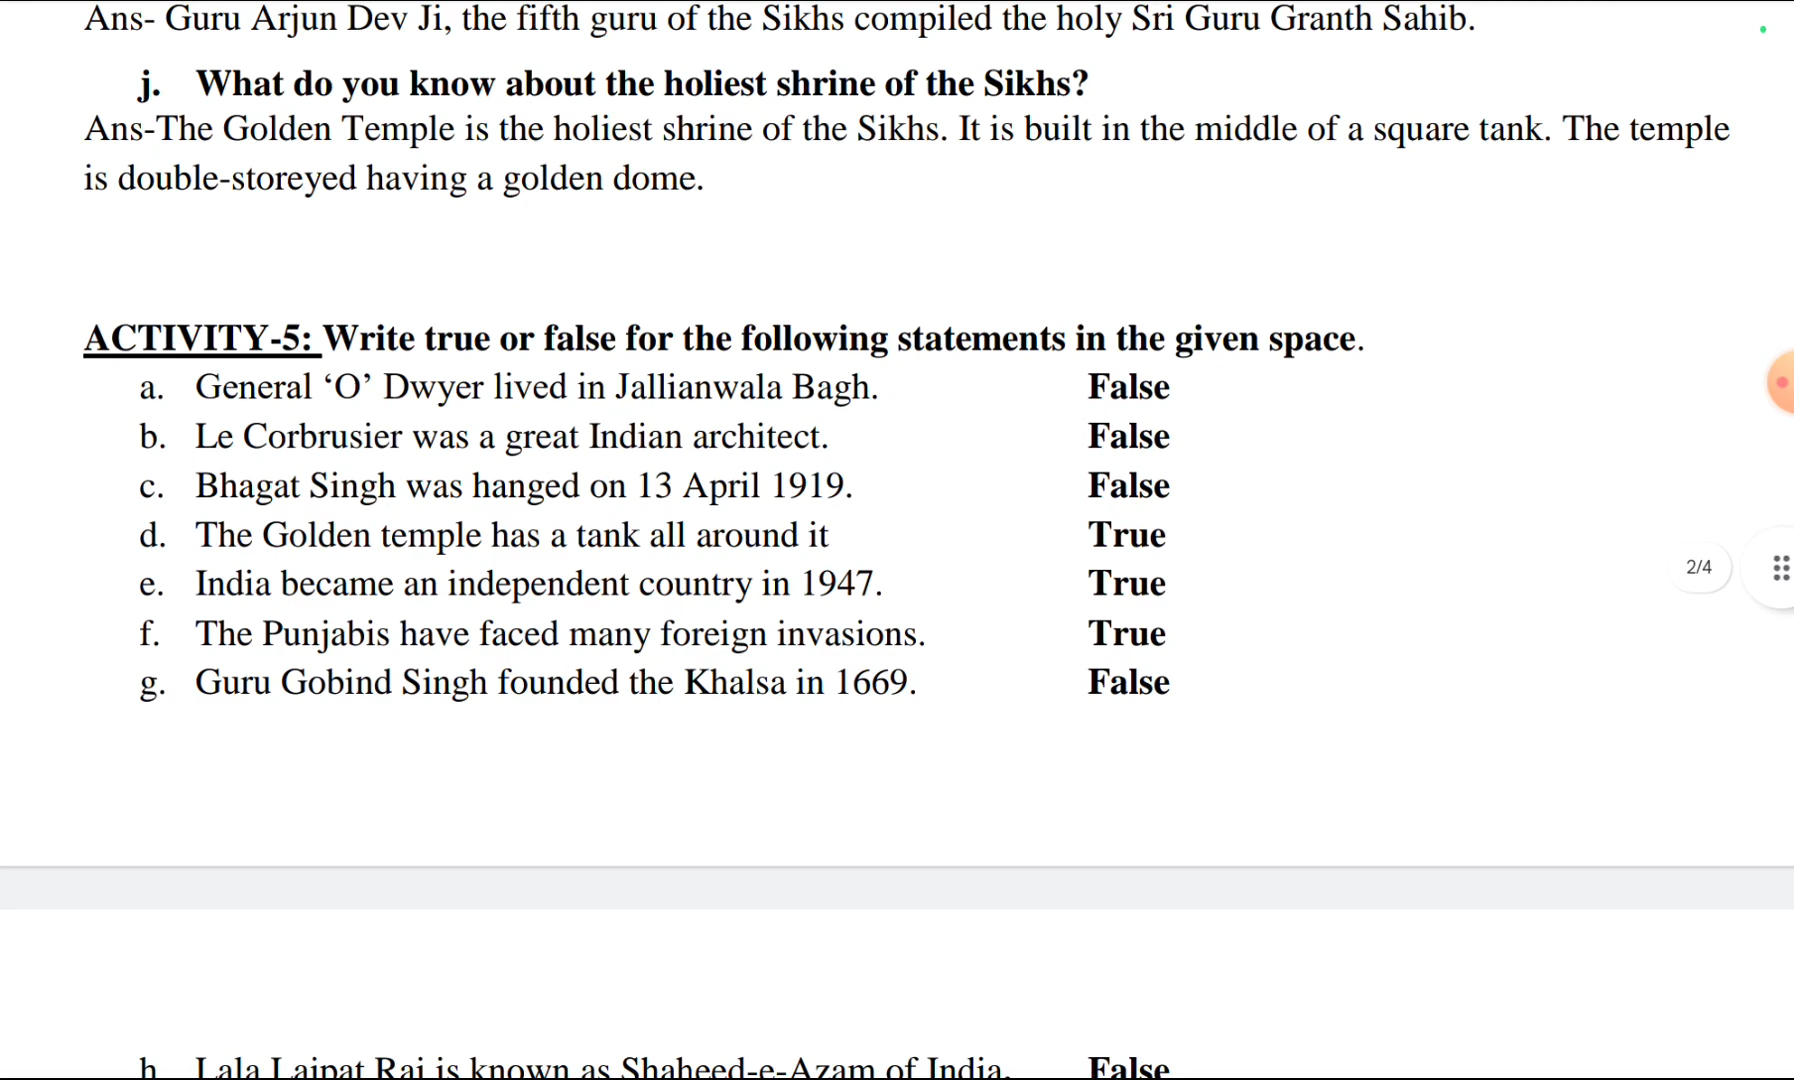 Ans- Guru Arjun Dev Ji, the fifth guru of the Sikhs compiled the holy Sri Guru Granth Sahib.
j. What do you know about the holiest shrine of the Sikhs?
Ans-The Golden Temple is the holiest shrine of the Sikhs. It is built in the middle of a square tank. The temple
is double-storeyed having a golden dome.
ACTIVITY-5: Write true or false for the following statements in the given space.
a. General ‘O’ Dwyer lived in Jallianwala Bagh. False
b. Le Corbrusier was a great Indian architect. False
c. Bhagat Singh was hanged on 13 April 1919. False
d. The Golden temple has a tank all around it True
e. India became an independent country in 1947. True
2/4
f. The Punjabis have faced many foreign invasions. True
g. Guru Gobind Singh founded the Khalsa in 1669. False
h Lala Lajpat Rai is known as Shaheed-e-Azam of India. False